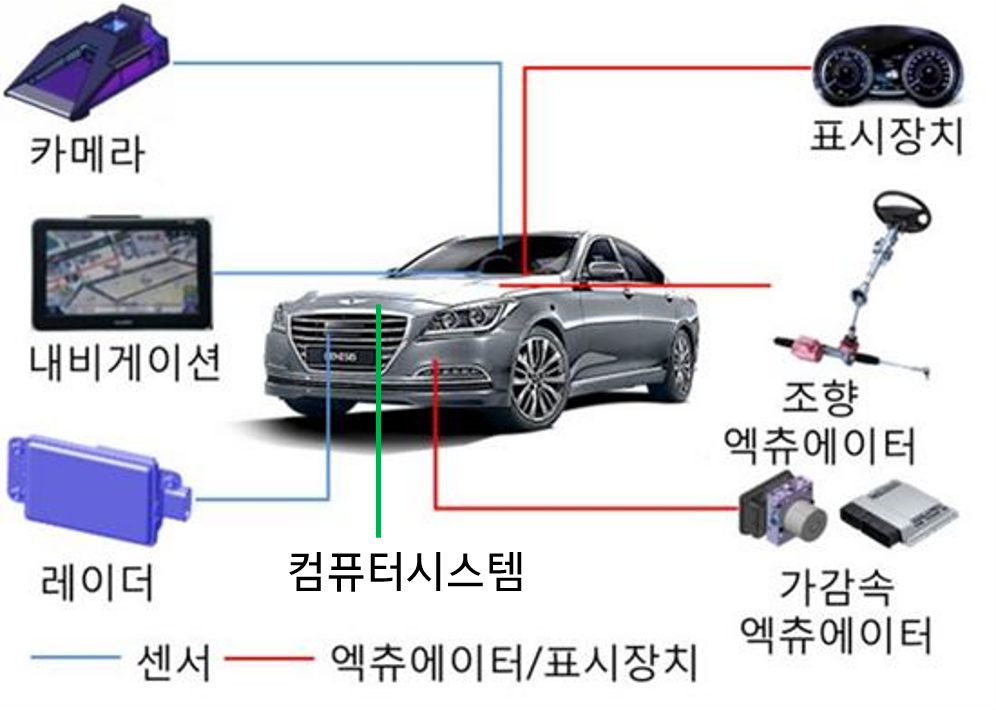 카메라
표시장치
내비게이션
조향
엑츄에이터
레이더
컴퓨터시스템
가감속
엑츄에이터
센서
엑츄에이터/표시장치
GENESIS